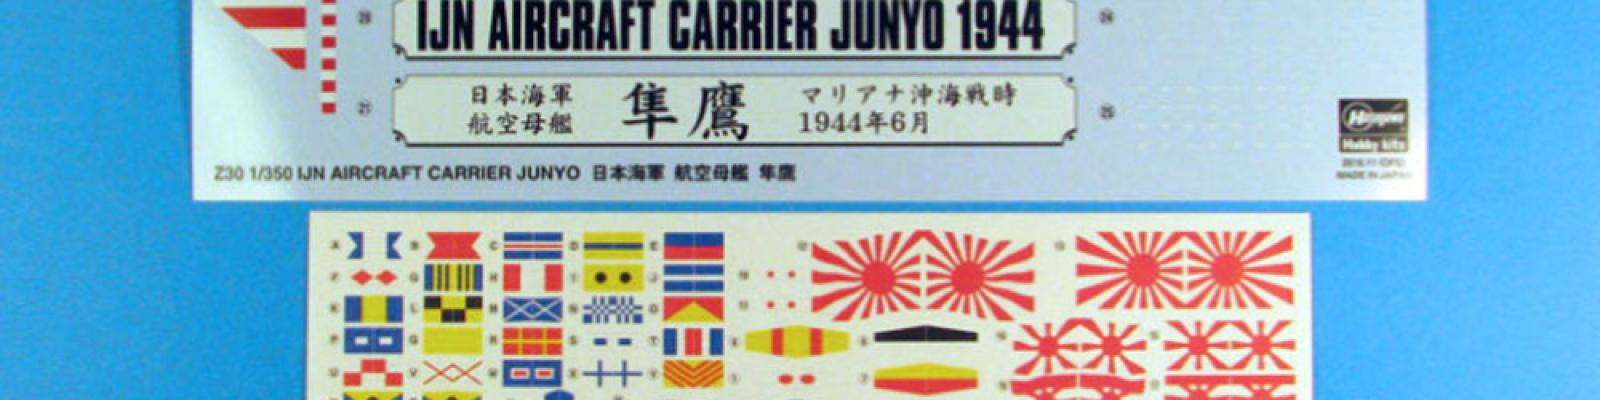 IJN AIRCRAFT CARRIER JUNYO 1944
日本海軍
航空母艦
隼鷹
マリアナ沖海戦時
1944年6月
Z30 1/350 IJN AIRCRAFT CARRIER JUNYO 日本海軍 航空母艦 隼鷹
Hasegawa
Hobby kits
MADE IN JAPAN
A B C D E
F G H I J
K L M N O
P Q R S T
U V W X Y